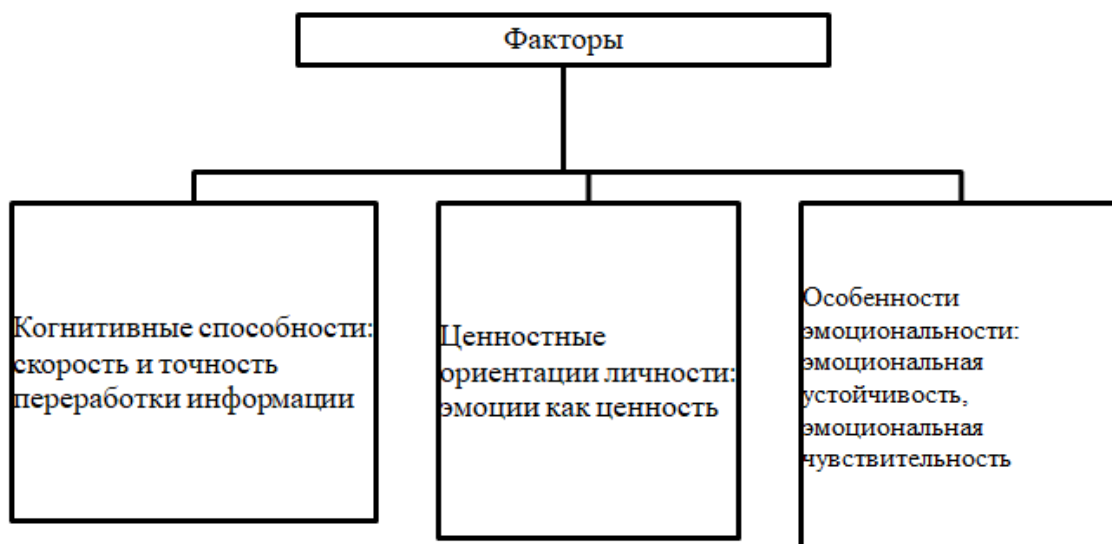 Факторы
Когнитивные способности:
скорость и точность
переработки информации
Ценностные
ориентации личности:
эмоции как ценность
Особенности
эмоциональности:
эмоциональная
устойчивость,
эмоциональная
чувствительность